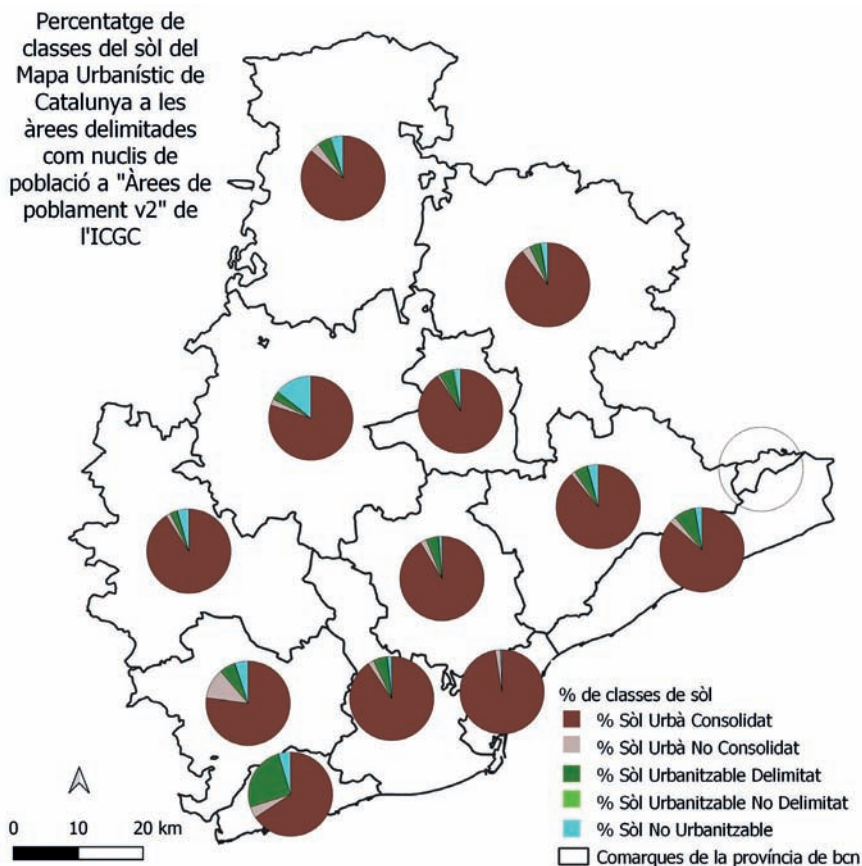 Percentatge de
classes del sòl del
Mapa Urbanístic de
Catalunya a les
àrees delimitades
com nuclis de
població a "Àrees de
poblament v2" de
l'ICGC
% de classes de sòl
% Sòl Urbà Consolidat
% Sòl Urbà No Consolidat
% Sòl Urbanitzable Delimitat
% Sòl Urbanitzable No Delimitat
% Sòl No Urbanitzable
Comarques de la província de bcn
0 10 20 km